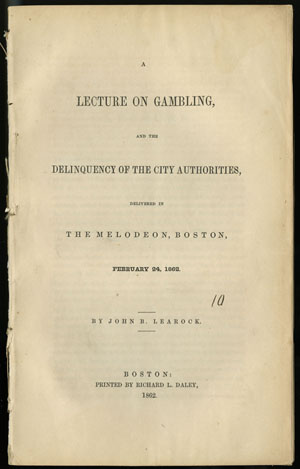 A
LECTURE ON GAMBLING,
AND THE
DELINQUENCY OF THE CITY AUTHORITIES,
DELIVERED IN
THE MELODEON, BOSTON,
FEBRUARY 24, 1862.
10
BY JOHN B. LEAROCK.
BOSTON:
PRINTED BY RICHARD L. DALEY,
1862.